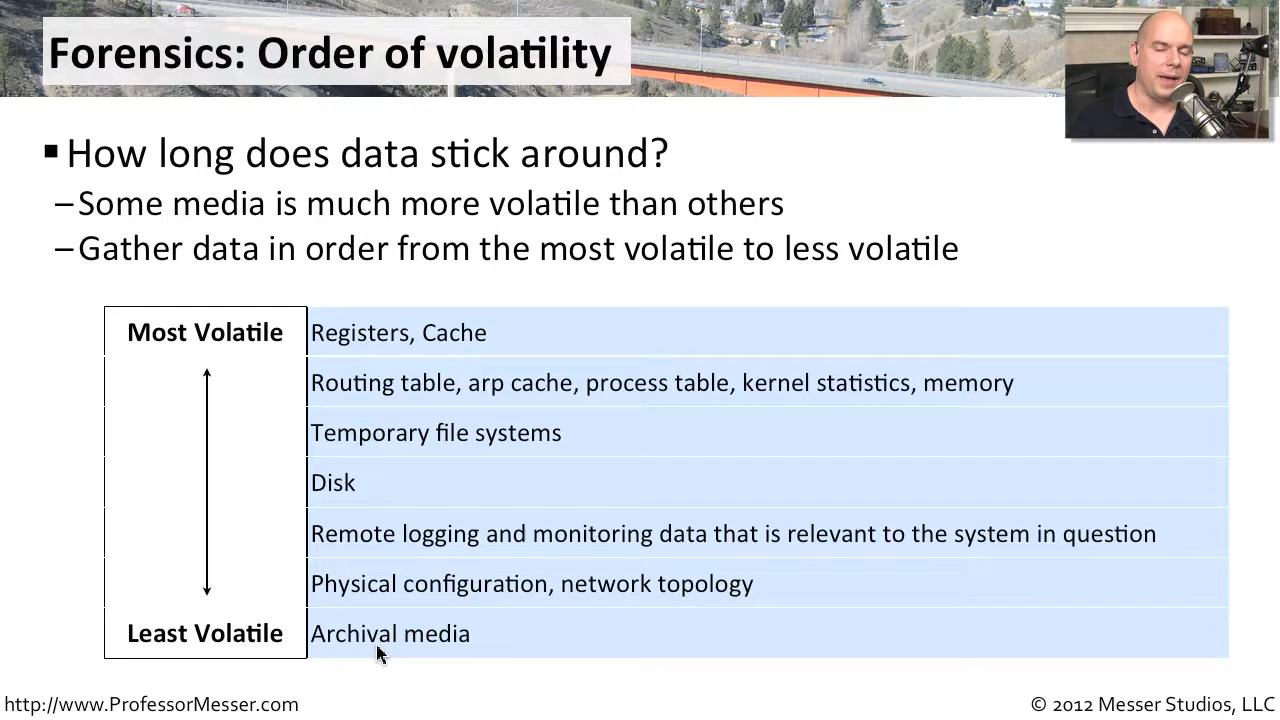 Forensics: Order of volatility
▪ How long does data stick around?
– Some media is much more volatile than others
– Gather data in order from the most volatile to less volatile
Most Volatile
Registers, Cache
Routing table, arp cache, process table, kernel statistics, memory
Temporary file systems
Disk
Remote logging and monitoring data that is relevant to the system in question
Physical configuration, network topology
Least Volatile
Archival media
http://www.ProfessorMesser.com
© 2012 Messer Studios, LLC